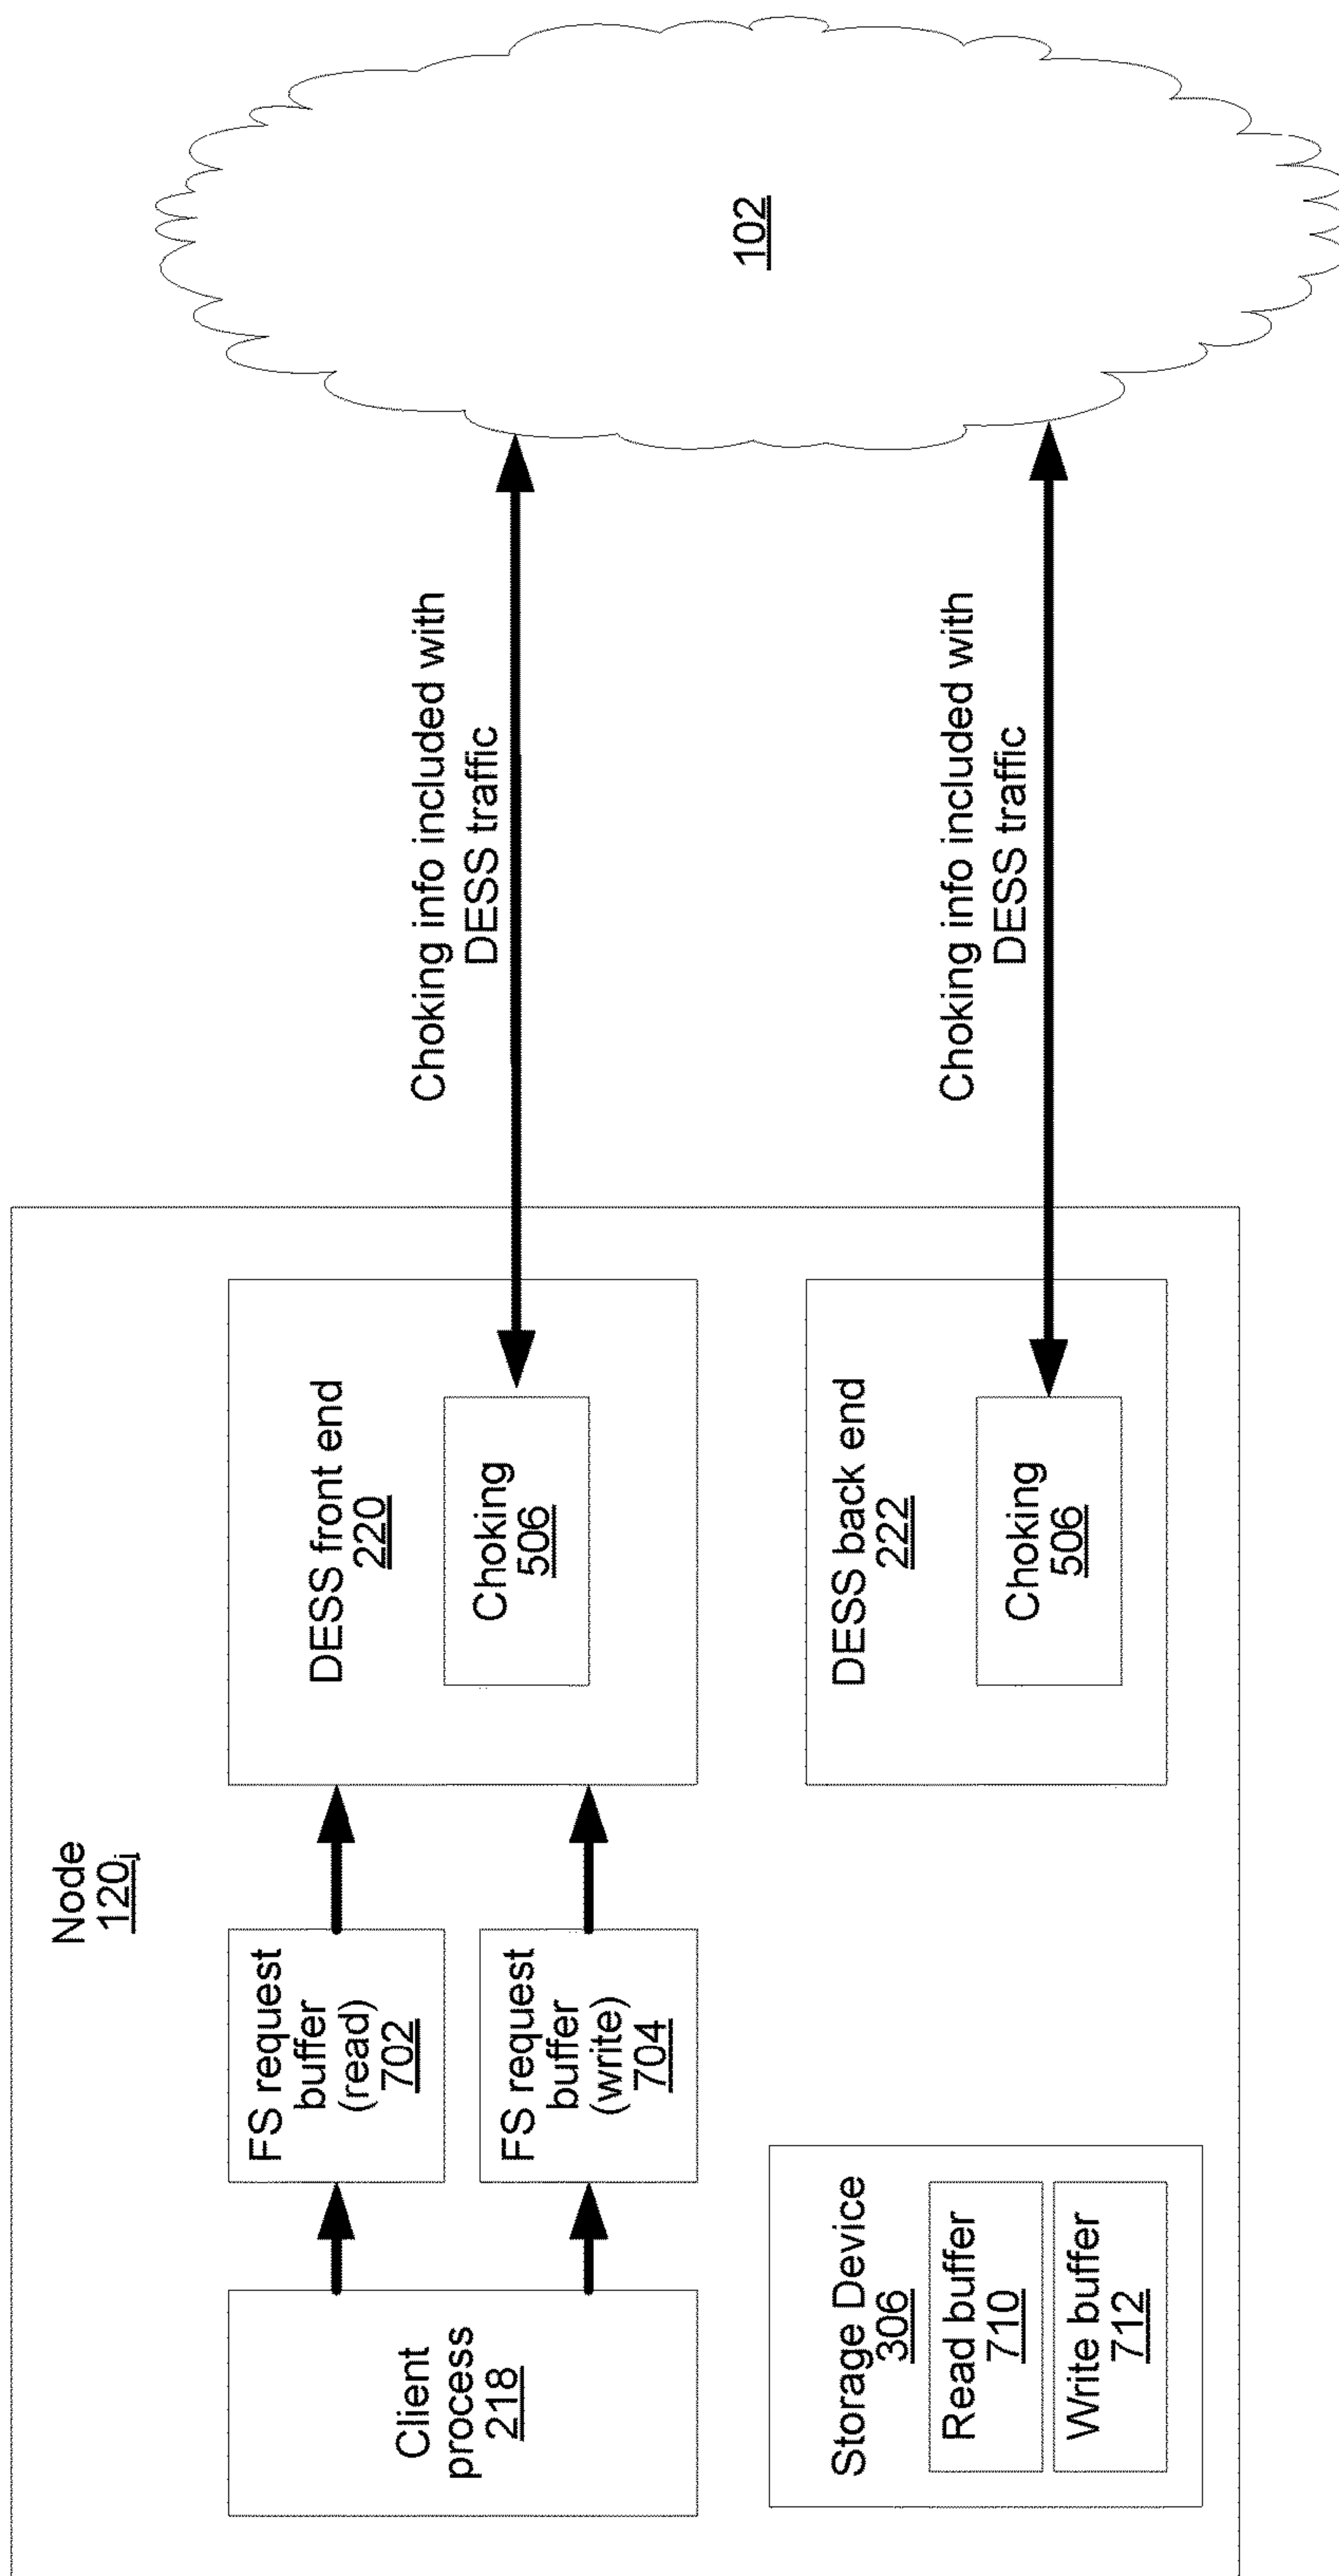 Node
120i
Client
process
218
FS request
buffer
(read)
702
FS request
buffer
(write)
704
DESS front end
220
Choking
506
Choking info included with
DESS traffic
102
Storage Device
306
Read buffer
710
Write buffer
712
DESS back end
222
Choking
506
Choking info included with
DESS traffic